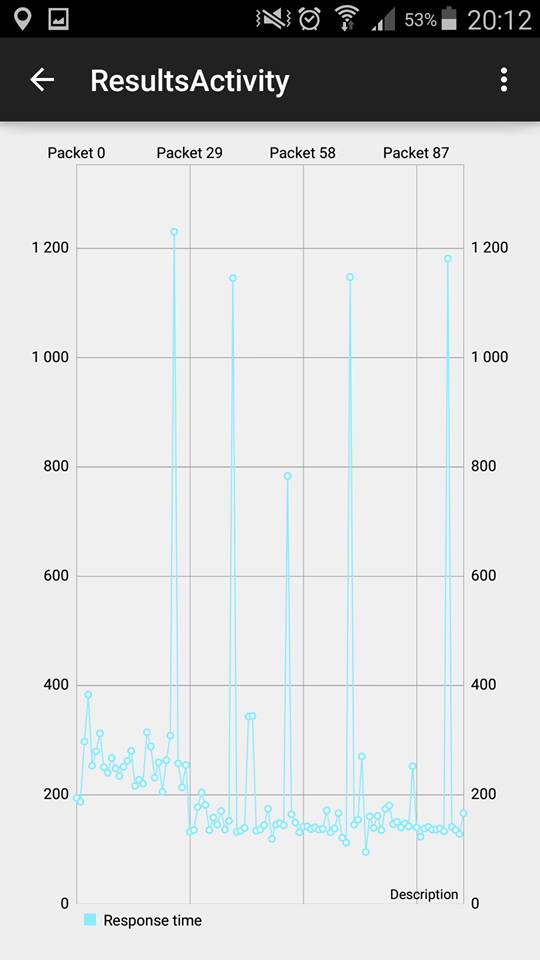 53% 20:12
ResultsActivity
Packet 0 Packet 29 Packet 58 Packet 87
1 200 1 200
1 000 1 000
800 800
600 600
400 400
200 200
Description
0 0
Response time